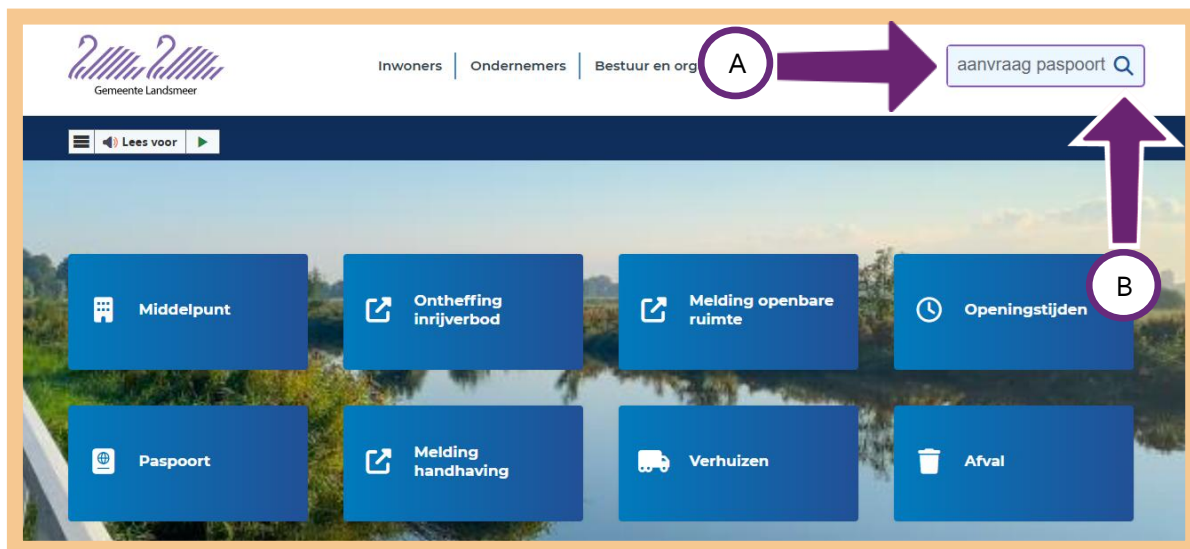 Gemeente Landsmeer
Inwoners
Ondernemers
Bestuur en org
A
aanvraag paspoort
Lees voor
B
Middelpunt
Ontheffing
inrijverbod
Melding openbare
ruimte
Openingstijden
Paspoort
Melding
handhaving
Verhuizen
Afval